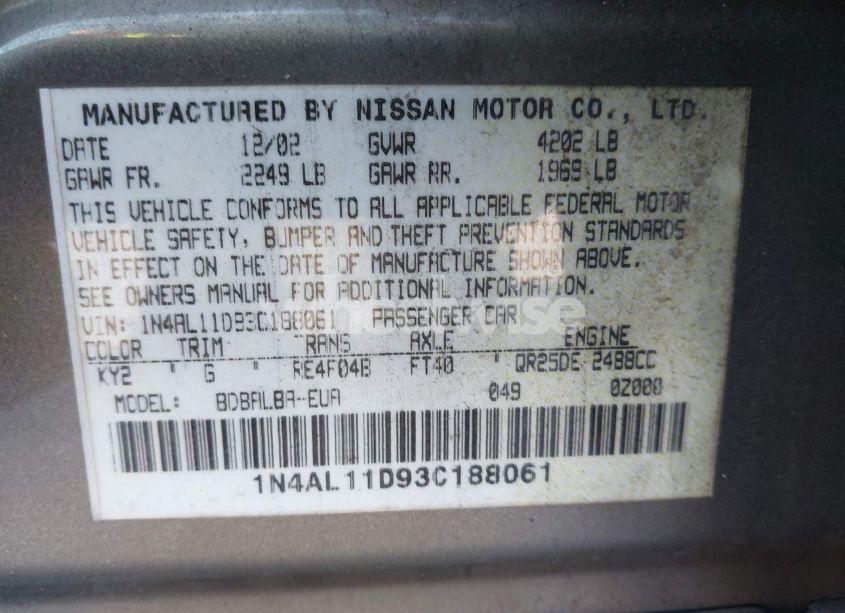 MANUFACTURED BY NISSAN MOTOR CO., LTD.
DATE 12/02 GVWR 4202 LB
GAWR FR. 2249 LB GAWR RR. 1969 LB
THIS VEHICLE CONFORMS TO ALL APPLICABLE FEDERAL MOTOR
VEHICLE SAFETY, BUMPER AND THEFT PREVENTION STANDARDS
IN EFFECT ON THE DATE OF MANUFACTURE SHOWN ABOVE.
SEE OWNERS MANUAL FOR ADDITIONAL INFORMATION.
VIN: 1N4AL11D93C188061 PASSENGER CAR
COLOR TRIM TRANS AXLE ENGINE
KY2 " G " RE4F04B FT40 " QR25DE 2488CC
MODEL: BDBALBA-EUA 049 0Z000
1N4AL11D93C188061